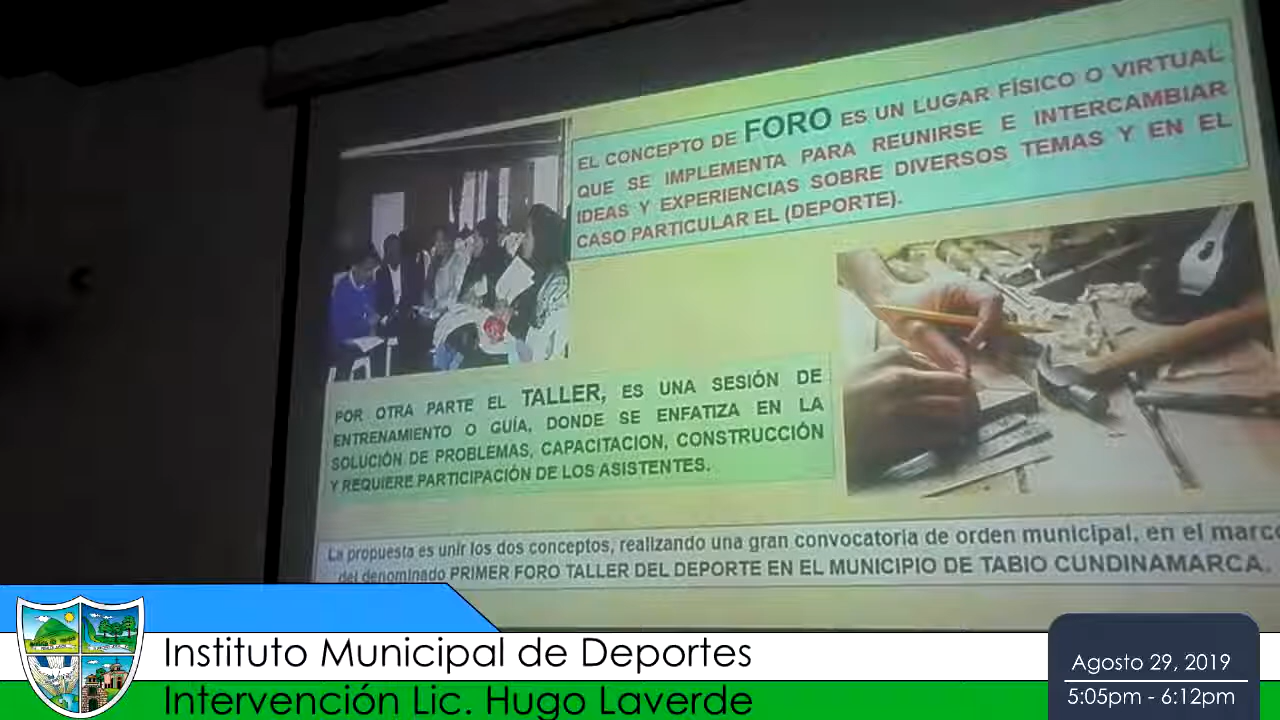 EL CONCEPTO DE FORO ES UN LUGAR FÍSICO O VIRTUAL
QUE SE IMPLEMENTA PARA REUNIRSE E INTERCAMBIAR
IDEAS Y EXPERIENCIAS SOBRE DIVERSOS TEMAS Y EN EL
CASO PARTICULAR EL (DEPORTE).
POR OTRA PARTE EL TALLER, ES UNA SESIÓN DE
ENTRENAMIENTO O GUÍA, DONDE SE ENFATIZA EN LA
SOLUCIÓN DE PROBLEMAS, CAPACITACION, CONSTRUCCIÓN
Y REQUIERE PARTICIPACIÓN DE LOS ASISTENTES.
La propuesta es unir los dos conceptos, realizando una gran convocatoria de orden municipal, en el marco
del denominado PRIMER FORO TALLER DEL DEPORTE EN EL MUNICIPIO DE TABIO CUNDINAMARCA.
Instituto Municipal de Deportes
Intervención Lic. Hugo Laverde
Agosto 29, 2019
5:05pm - 6:12pm